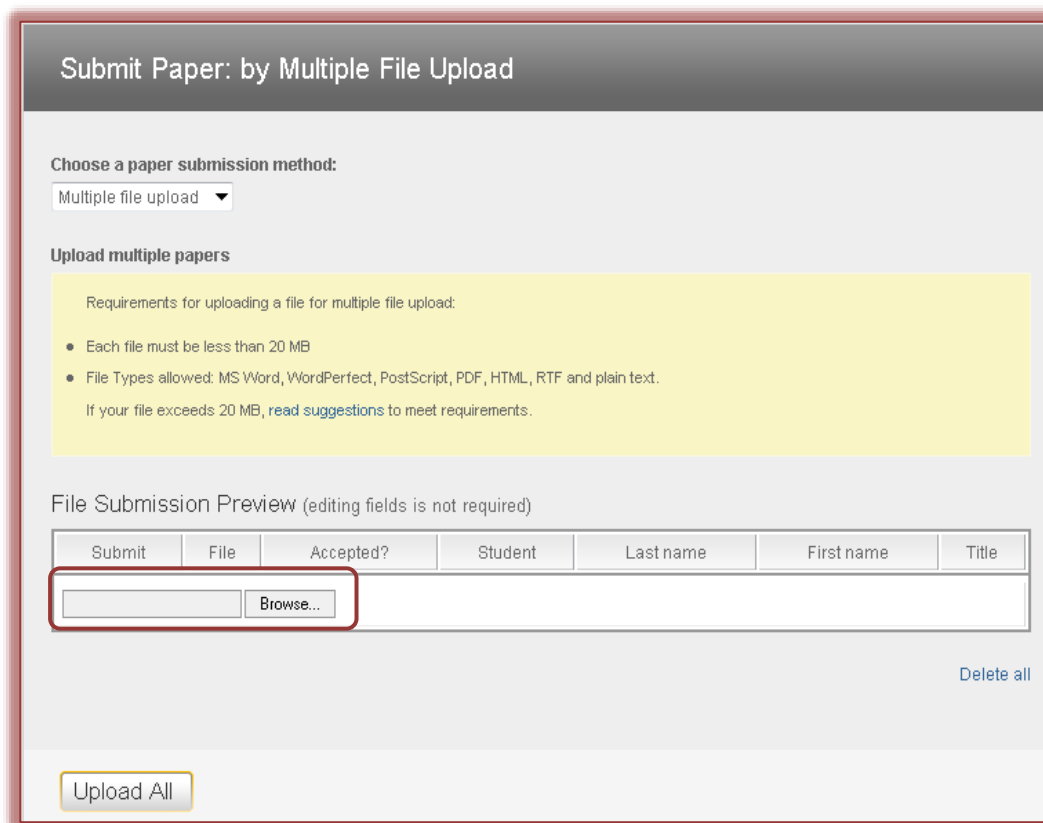 Submit Paper: by Multiple File Upload
Choose a paper submission method:
Multiple file upload
Upload multiple papers
Requirements for uploading a file for multiple file upload:
Each file must be less than 20 MB
File Types allowed: MS Word, WordPerfect, PostScript, PDF, HTML, RTF and plain text.
If your file exceeds 20 MB, read suggestions to meet requirements.
File Submission Preview (editing fields is not required)
Submit File Accepted? Student Last name First name Title
Browse...
Delete all
Upload All